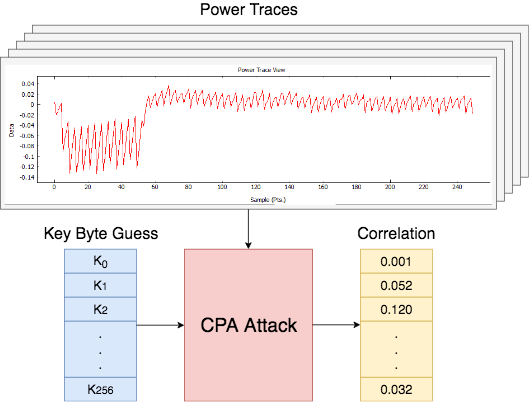 Power Traces
Power Trace View
Data
0.04
0.02
0
-0.02
-0.04
-0.06
-0.08
-0.1
-0.12
-0.14
0 20 40 60 80 100 120 140 160 180 200 220 240
Sample (Pts.)
Key Byte Guess
Correlation
K0
K1
K2
.
.
.
K256
CPA Attack
0.001
0.052
0.120
.
.
.
0.032